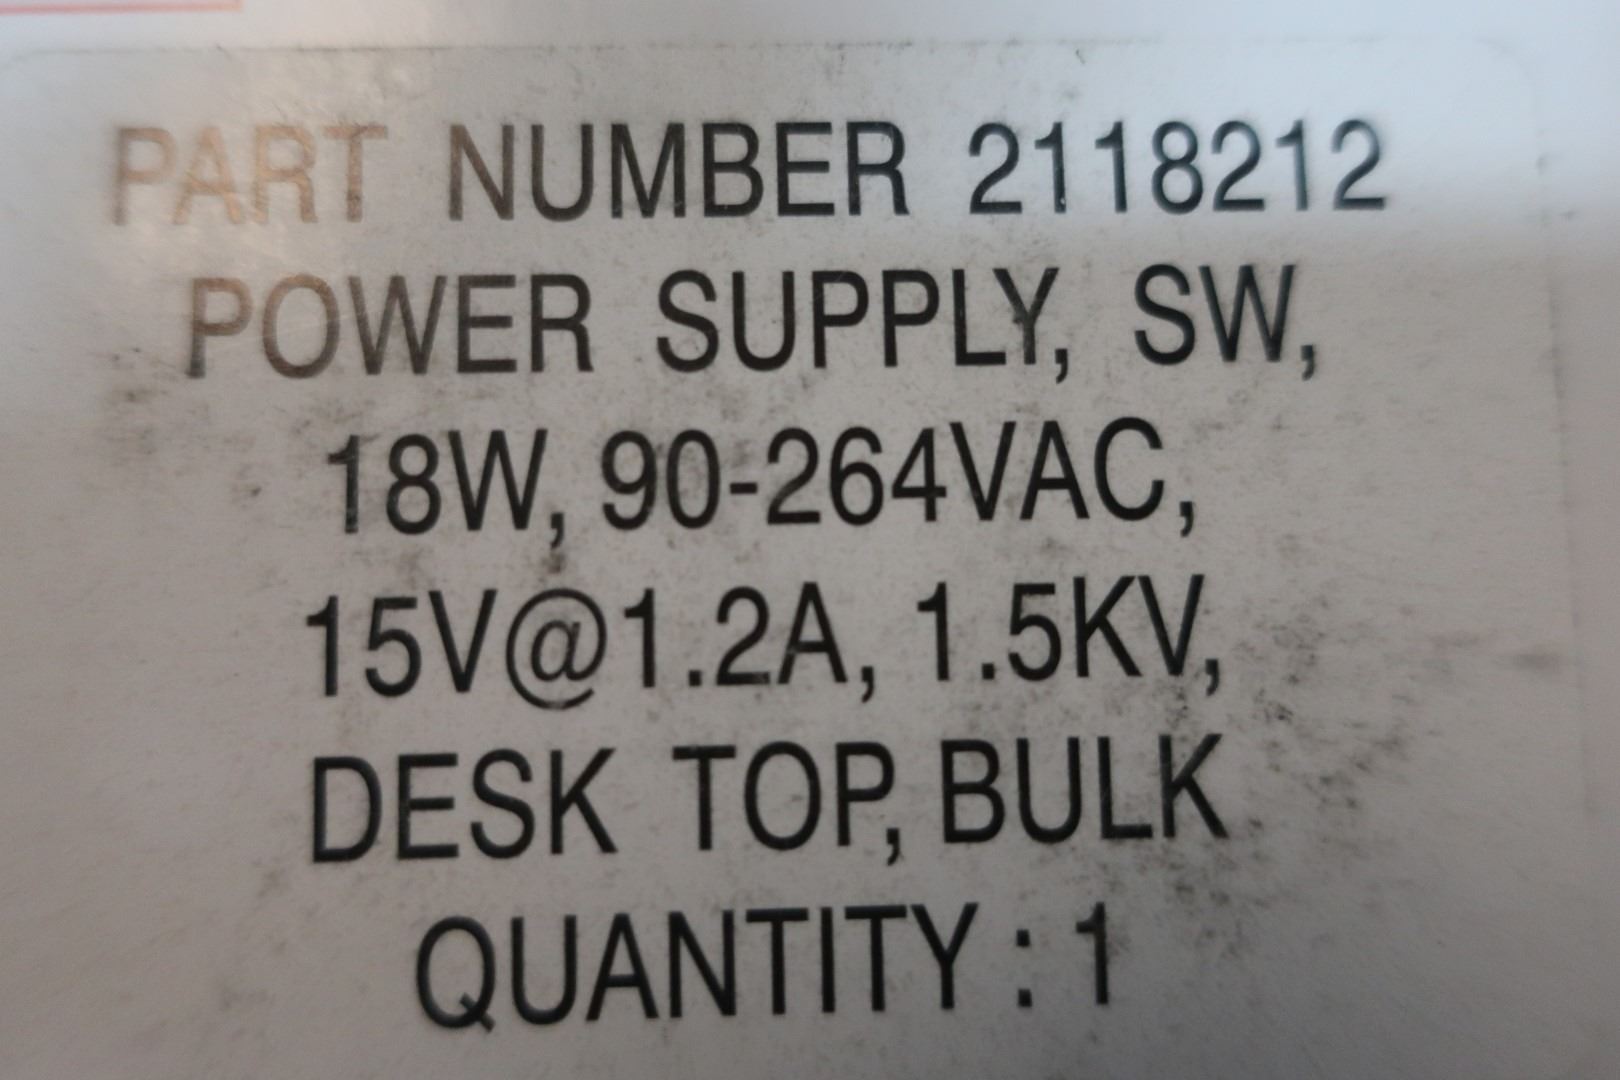 PART NUMBER 2118212
POWER SUPPLY, SW,
18W, 90-264VAC,
15V@1.2A, 1.5KV,
DESK TOP, BULK
QUANTITY : 1